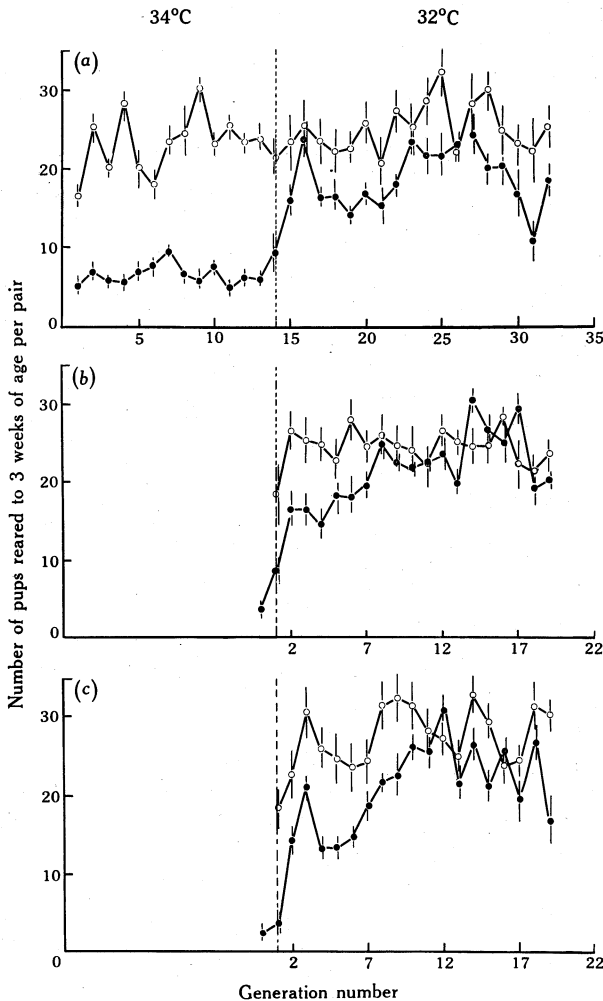 34°C 32°C
(a)
30
20
10
0
5 10 15 20 25 30 35
(b)
30
20
10
0
2 7 12 17 22
(c)
30
20
10
0 2 7 12 17 22
Number of pups reared to 3 weeks of age per pair
Generation number